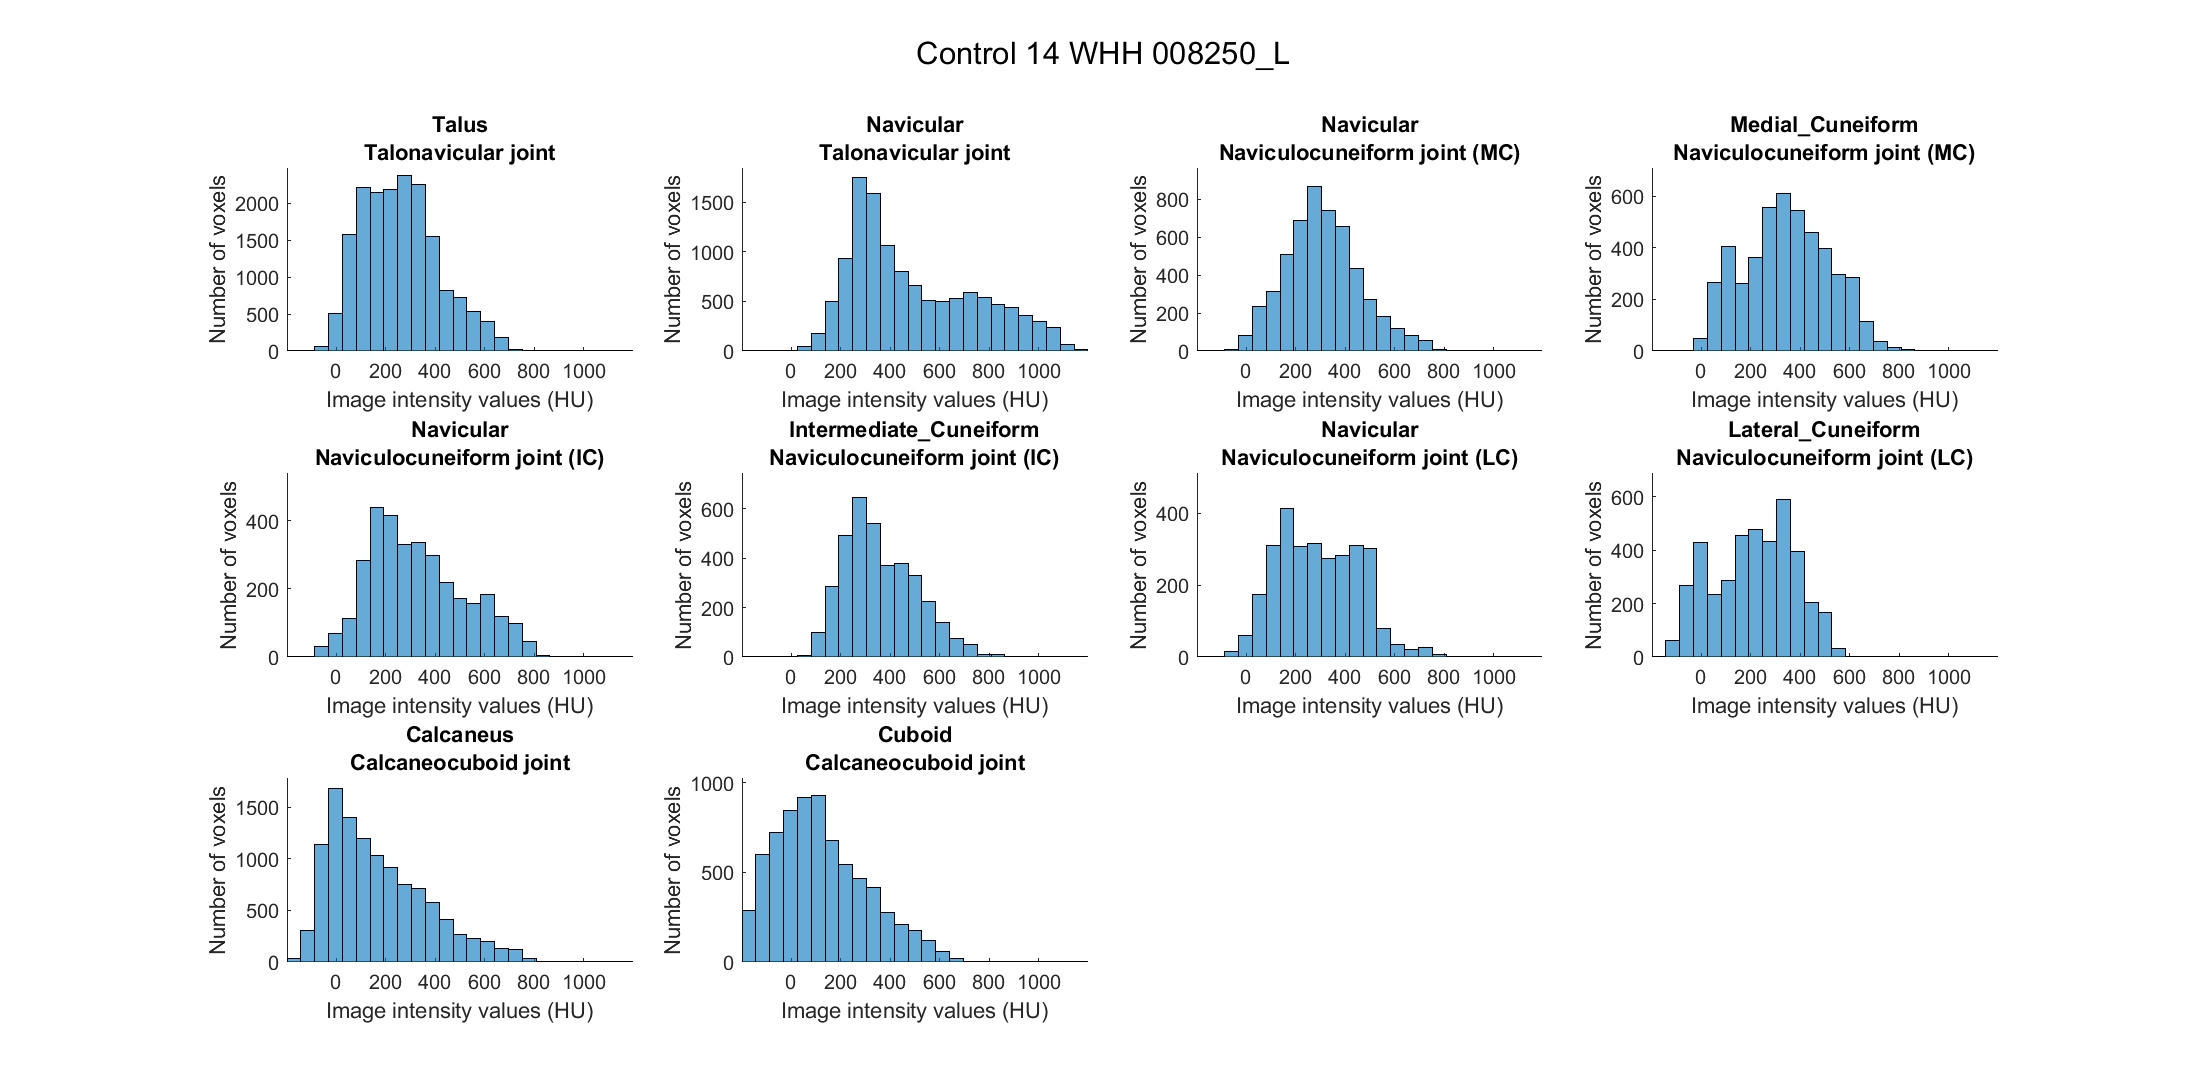 Control 14 WHH 008250_L
Talus
Talonavicular joint
Number of voxels
2000
1500
1000
500
0
0 200 400 600 800 1000
Image intensity values (HU)
Navicular
Talonavicular joint
Number of voxels
1500
1000
500
0
0 200 400 600 800 1000
Image intensity values (HU)
Navicular
Naviculocuneiform joint (MC)
Number of voxels
800
600
400
200
0
0 200 400 600 800 1000
Image intensity values (HU)
Medial_Cuneiform
Naviculocuneiform joint (MC)
Number of voxels
600
400
200
0
0 200 400 600 800 1000
Image intensity values (HU)
Navicular
Naviculocuneiform joint (IC)
Number of voxels
400
200
0
0 200 400 600 800 1000
Image intensity values (HU)
Intermediate_Cuneiform
Naviculocuneiform joint (IC)
Number of voxels
600
400
200
0
0 200 400 600 800 1000
Image intensity values (HU)
Navicular
Naviculocuneiform joint (LC)
Number of voxels
400
200
0
0 200 400 600 800 1000
Image intensity values (HU)
Lateral_Cuneiform
Naviculocuneiform joint (LC)
Number of voxels
600
400
200
0
0 200 400 600 800 1000
Image intensity values (HU)
Calcaneus
Calcaneocuboid joint
Number of voxels
1500
1000
500
0
0 200 400 600 800 1000
Image intensity values (HU)
Cuboid
Calcaneocuboid joint
Number of voxels
1000
500
0
0 200 400 600 800 1000
Image intensity values (HU)